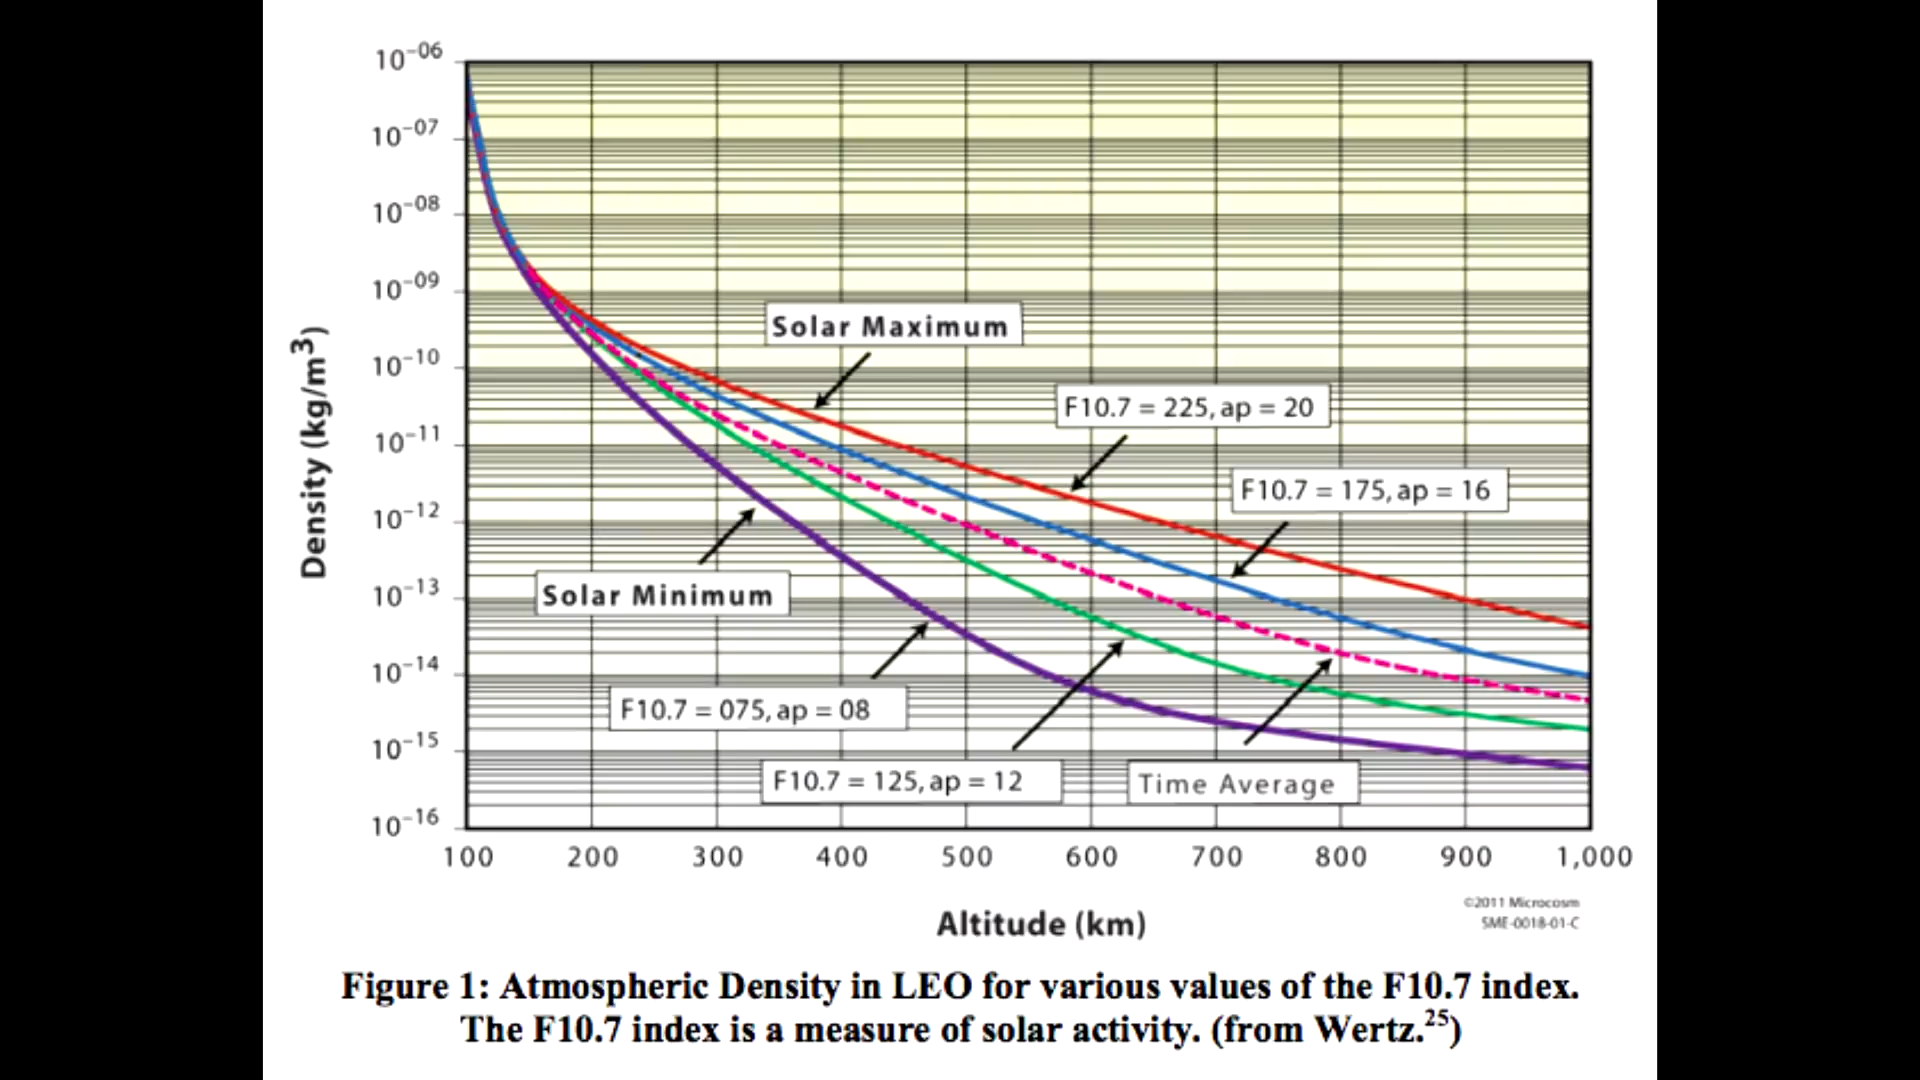 10−06
10−07
10−08
10−09
10−10
10−11
10−12
10−13
10−14
10−15
10−16
Density (kg/m3)
Solar Maximum
F10.7 = 225, ap = 20
F10.7 = 175, ap = 16
Solar Minimum
F10.7 = 075, ap = 08
F10.7 = 125, ap = 12
Time Average
100 200 300 400 500 600 700 800 900 1,000
Altitude (km)
©2011 Microcosm
SME-0018-01-C
Figure 1: Atmospheric Density in LEO for various values of the F10.7 index.
The F10.7 index is a measure of solar activity. (from Wertz.25)